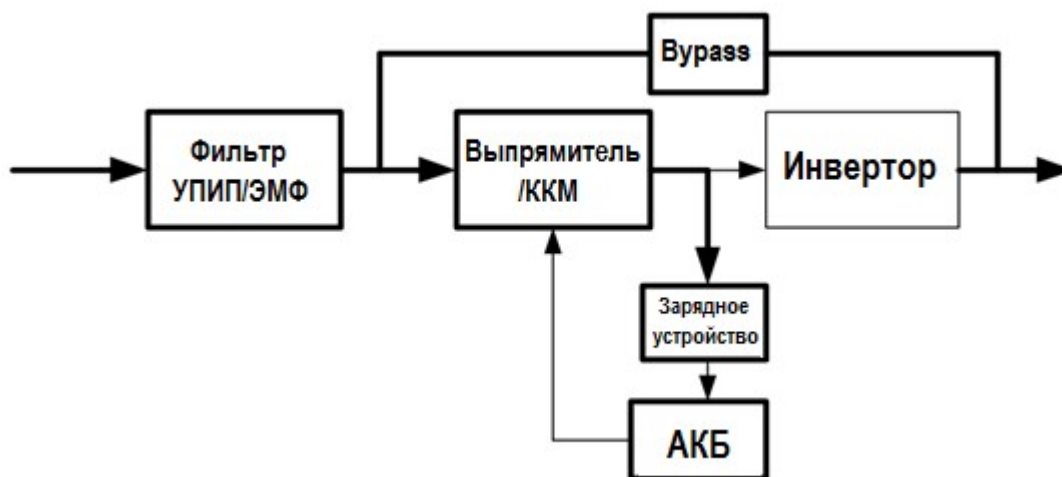 Bypass
Фильтр
УПИП/ЭМФ
Выпрямитель
/ККМ
Инвертор
Зарядное
устройство
АКБ